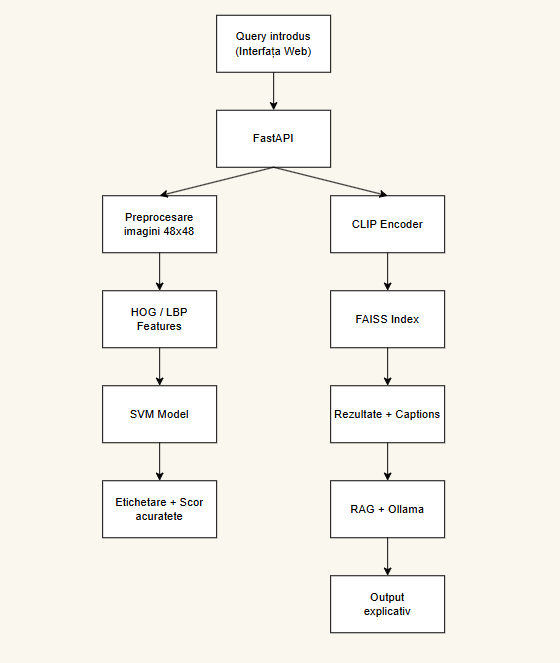 Query introdus
(Interfața Web)
FastAPI
Preprocesare
imagini 48x48
CLIP Encoder
HOG / LBP
Features
FAISS Index
SVM Model
Rezultate + Captions
Etichetare + Scor
acuratete
RAG + Ollama
Output
explicativ